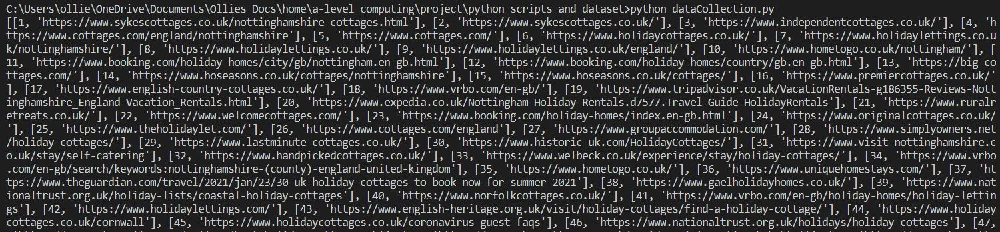 C:\Users\ollie\OneDrive\Documents\Ollies Docs\home\a-level computing\project\python scripts and dataset>python dataCollection.py
[[1, 'https://www.sykescottages.co.uk/nottinghamshire-cottages.html'], [2, 'https://www.sykescottages.co.uk/'], [3, 'https://www.independentcottages.co.uk/'], [4, 'h
ttps://www.cottages.com/england/nottinghamshire'], [5, 'https://www.cottages.com/'], [6, 'https://www.holidaycottages.co.uk/'], [7, 'https://www.holidaylettings.co.u
k/nottinghamshire/'], [8, 'https://www.holidaylettings.co.uk/'], [9, 'https://www.holidaylettings.co.uk/england/'], [10, 'https://www.hometogo.co.uk/nottingham/'], [
11, 'https://www.booking.com/holiday-homes/city/gb/nottingham.en-gb.html'], [12, 'https://www.booking.com/holiday-homes/country/gb.en-gb.html'], [13, 'https://big-co
ttages.com/'], [14, 'https://www.hoseasons.co.uk/cottages/nottinghamshire'], [15, 'https://www.hoseasons.co.uk/cottages/'], [16, 'https://www.premiercottages.co.uk/'
], [17, 'https://www.english-country-cottages.co.uk/'], [18, 'https://www.vrbo.com/en-gb/'], [19, 'https://www.tripadvisor.co.uk/VacationRentals-g186355-Reviews-Nott
inghamshire_England-Vacation_Rentals.html'], [20, 'https://www.expedia.co.uk/Nottingham-Holiday-Rentals.d7577.Travel-Guide-HolidayRentals'], [21, 'https://www.ruralr
etreats.co.uk/'], [22, 'https://www.welcomecottages.com/'], [23, 'https://www.booking.com/holiday-homes/index.en-gb.html'], [24, 'https://www.originalcottages.co.uk/
'], [25, 'https://www.theholidaylet.com/'], [26, 'https://www.cottages.com/england'], [27, 'https://www.groupaccommodation.com/'], [28, 'https://www.simplyowners.net
/holiday-cottages/'], [29, 'https://www.lastminute-cottages.co.uk/'], [30, 'https://www.historic-uk.com/HolidayCottages/'], [31, 'https://www.visit-nottinghamshire.c
o.uk/stay/self-catering'], [32, 'https://www.handpickedcottages.co.uk/'], [33, 'https://www.welbeck.co.uk/experience/stay/holiday-cottages/'], [34, 'https://www.vrbo
.com/en-gb/search/keywords:nottinghamshire-(county)-england-united-kingdom'], [35, 'https://www.hometogo.co.uk/'], [36, 'https://www.uniquehomestays.com/'], [37, 'ht
tps://www.theguardian.com/travel/2021/jan/23/30-uk-holiday-cottages-to-book-now-for-summer-2021'], [38, 'https://www.gaelholidayhomes.co.uk/'], [39, 'https://www.nat
ionaltrust.org.uk/holiday-lists/coastal-holiday-cottages'], [40, 'https://www.norfolkcottages.co.uk/'], [41, 'https://www.vrbo.com/en-gb/holiday-homes/holiday-lettin
gs'], [42, 'https://www.holidaylettings.com/'], [43, 'https://www.english-heritage.org.uk/visit/holiday-cottages/find-a-holiday-cottage/'], [44, 'https://www.holiday
cottages.co.uk/cornwall'], [45, 'https://www.holidaycottages.co.uk/coronavirus-guest-faqs'], [46, 'https://www.nationaltrust.org.uk/holidays/holiday-cottages'], [47,